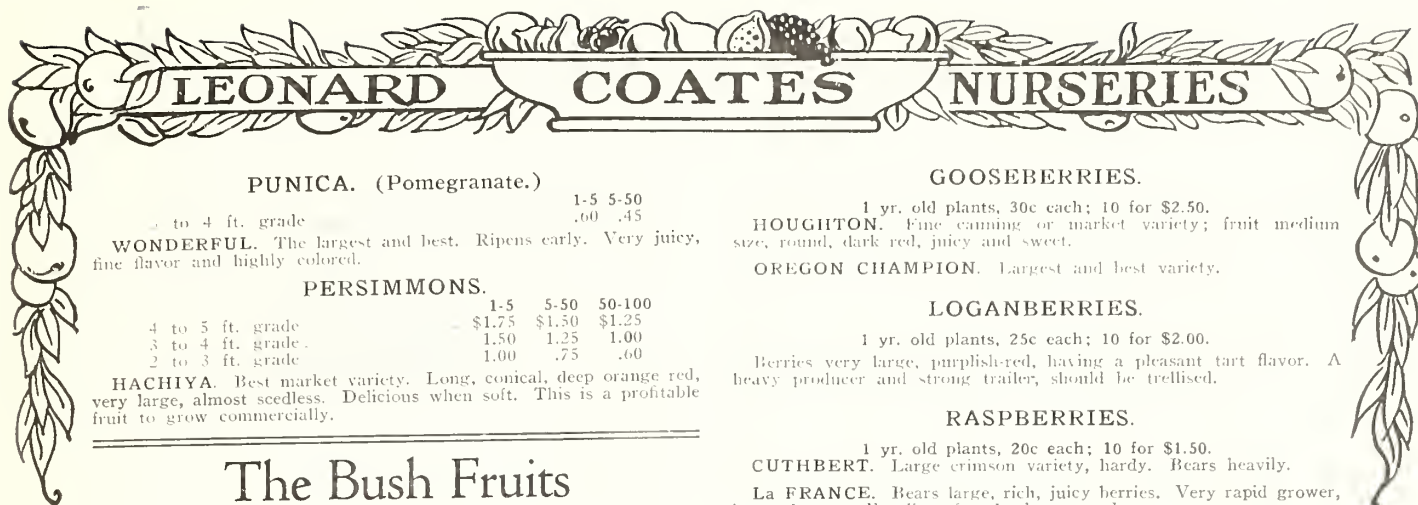 LEONARD COATES NURSERIES
PUNICA. (Pomegranate.)
1-5 5-50
to 4 ft. grade .60 .45
WONDERFUL. The largest and best. Ripens early. Very juicy,
fine flavor and highly colored.
PERSIMMONS.
1-5 5-50 50-100
4 to 5 ft. grade $1.75 $1.50 $1.25
3 to 4 ft. grade. 1.50 1.25 1.00
2 to 3 ft. grade 1.00 .75 .60
HACHIYA. Best market variety. Long, conical, deep orange red,
very large, almost seedless. Delicious when soft. This is a profitable
fruit to grow commercially.
The Bush Fruits
GOOSEBERRIES.
1 yr. old plants, 30c each; 10 for $2.50.
HOUGHTON. Fine canning or market variety; fruit medium
size, round, dark red, juicy and sweet.
OREGON CHAMPION. Largest and best variety.
LOGANBERRIES.
1 yr. old plants, 25c each; 10 for $2.00.
Berries very large, purplish-red, having a pleasant tart flavor. A
heavy producer and strong trailer, should be trellised.
RASPBERRIES.
1 yr. old plants, 20c each; 10 for $1.50.
CUTHBERT. Large crimson variety, hardy. Bears heavily.
La FRANCE. Bears large, rich, juicy berries. Very rapid grower,